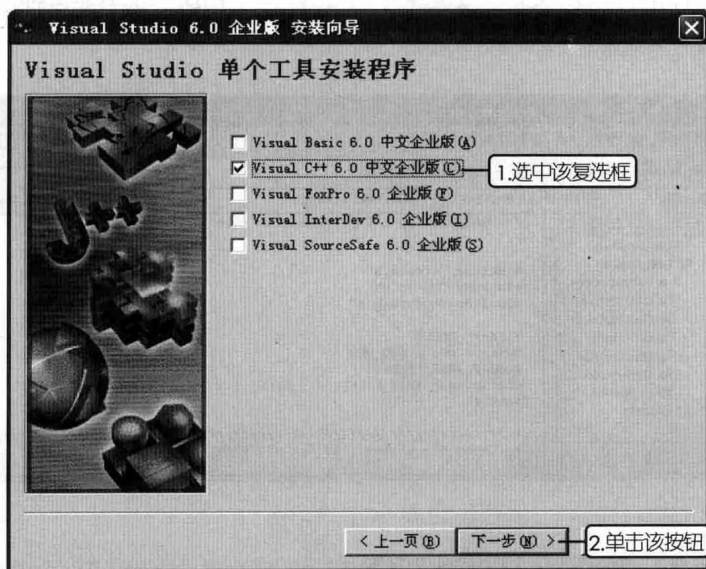 Visual Studio 6.0 企业版 安装向导
Visual Studio 单个工具安装程序
Visual Basic 6.0 中文企业版(A)
Visual C++ 6.0 中文企业版(C)
1.选中该复选框
Visual FoxPro 6.0 企业版(F)
Visual InterDev 6.0 企业版(I)
Visual SourceSafe 6.0 企业版(S)
J++
<上一页(B)
下一步(N)>
2.单击该按钮